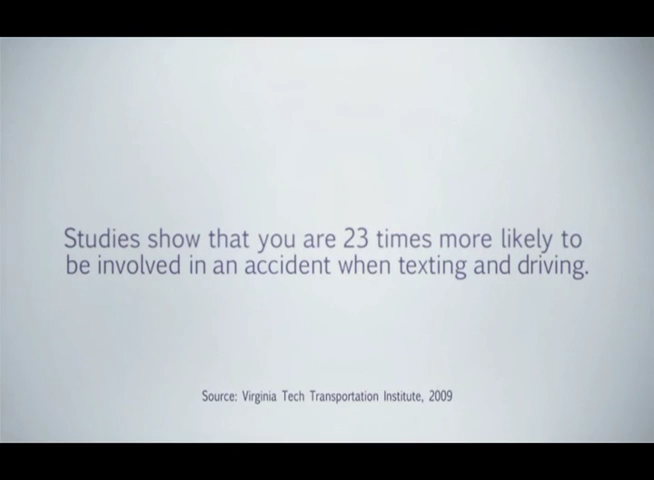 Studies show that you are 23 times more likely to
be involved in an accident when texting and driving.
Source: Virginia Tech Transportation Institute, 2009